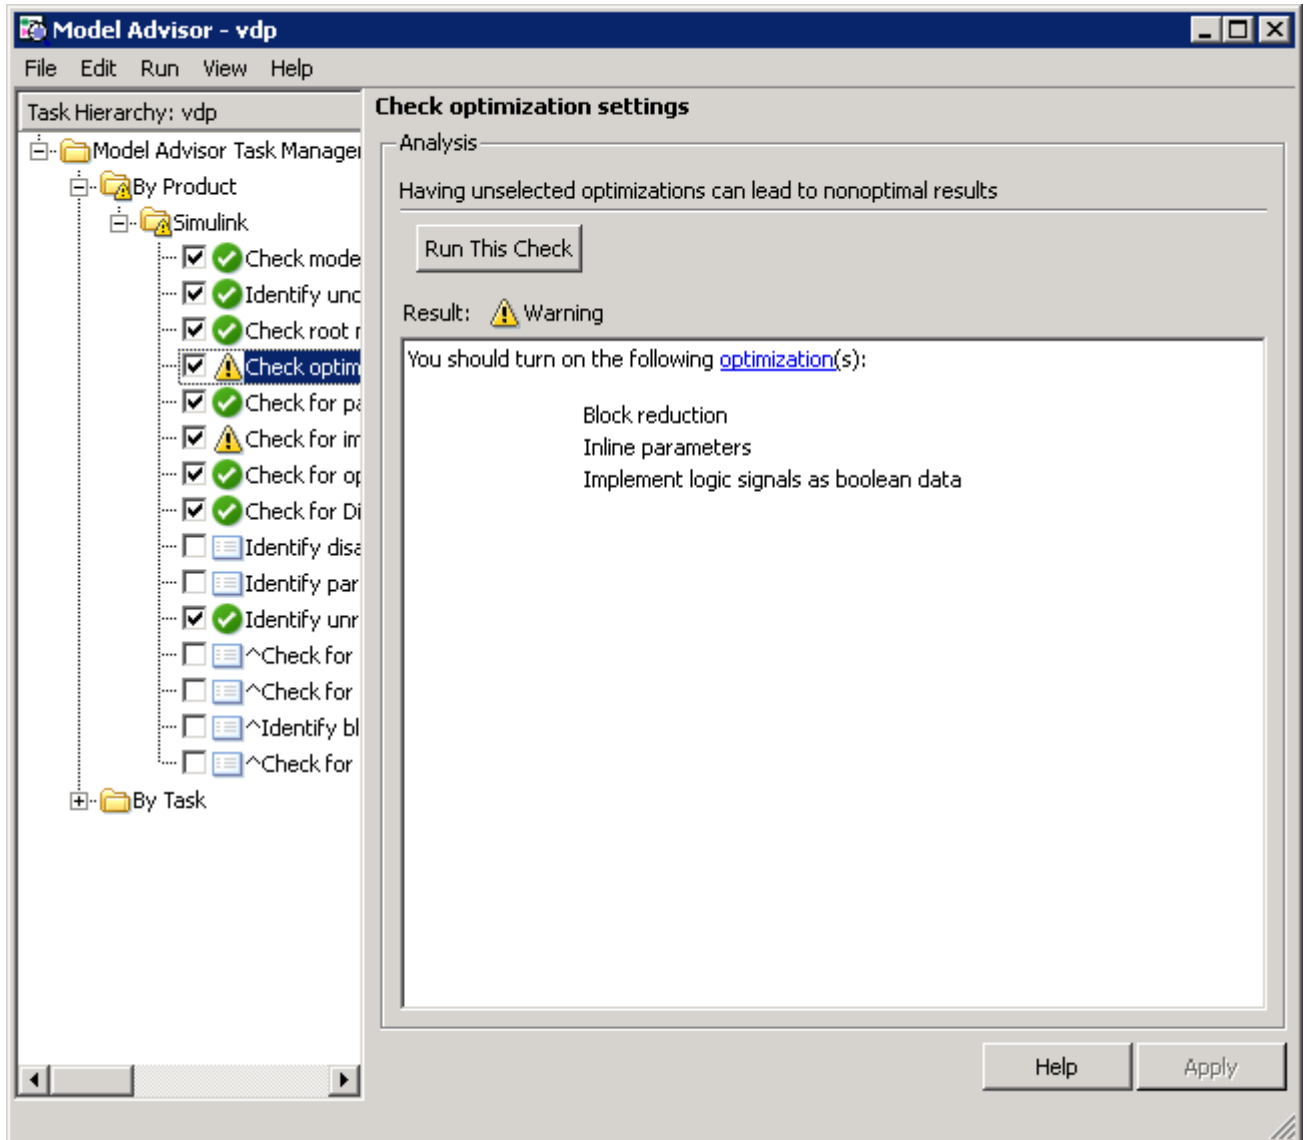 Model Advisor - vdp
File Edit Run View Help
Task Hierarchy: vdp
Model Advisor Task Manager
By Product
Simulink
Check mode
Identify unc
Check root r
Check optim
Check for pa
Check for im
Check for op
Check for Di
Identify disa
Identify par
Identify unr
^Check for
^Check for
^Identify bl
^Check for
By Task
Check optimization settings
Analysis
Having unselected optimizations can lead to nonoptimal results
Run This Check
Result: Warning
You should turn on the following optimization(s):
Block reduction
Inline parameters
Implement logic signals as boolean data
Help Apply